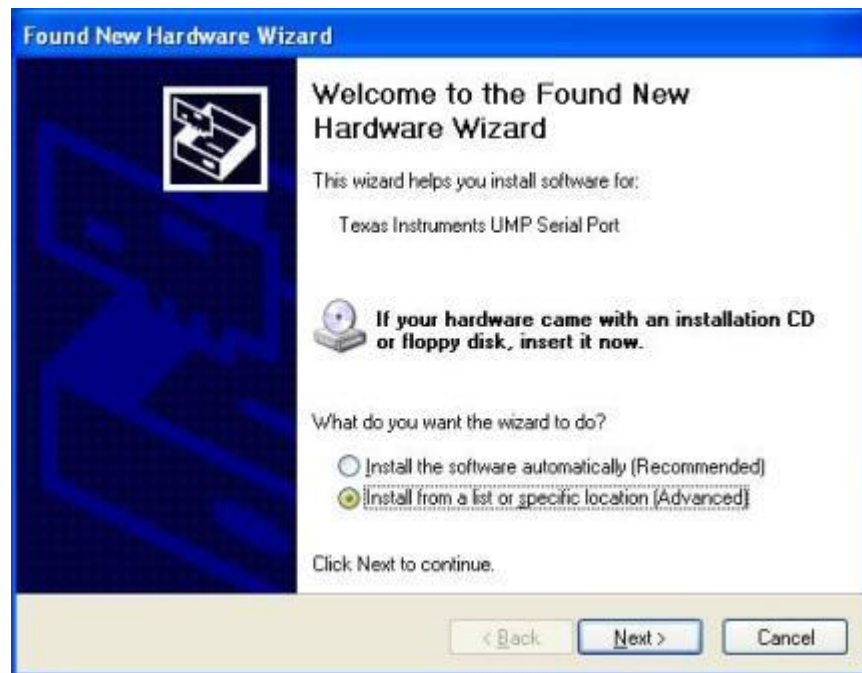 Found New Hardware Wizard
Welcome to the Found New
Hardware Wizard
This wizard helps you install software for:
Texas Instruments UMP Serial Port
If your hardware came with an installation CD
or floppy disk, insert it now.
What do you want the wizard to do?
Install the software automatically (Recommended)
Install from a list or specific location (Advanced)
Click Next to continue.
< Back
Next >
Cancel